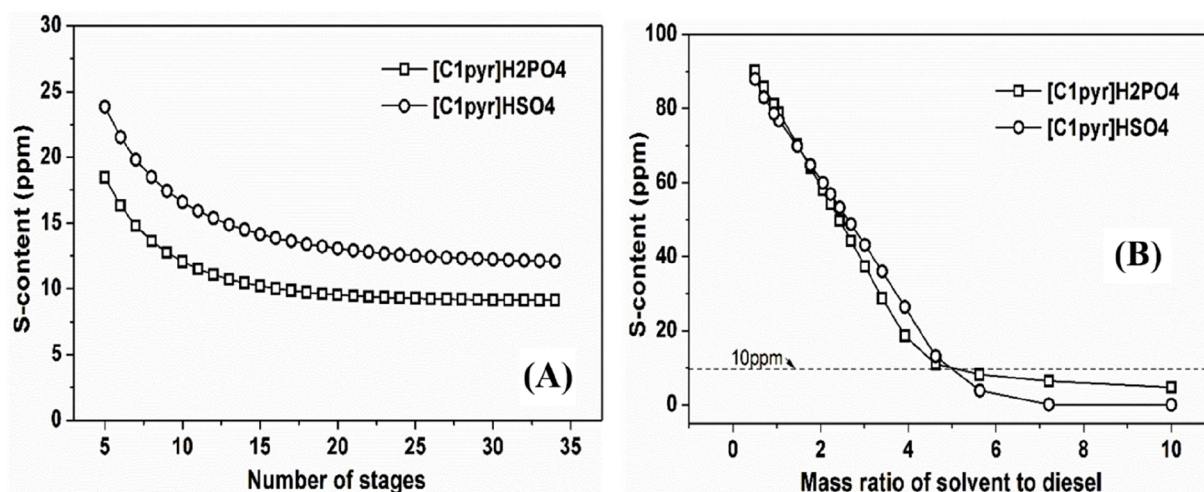 30
25
20
15
10
5
0
S-content (ppm)
[C1pyr]H2PO4
[C1pyr]HSO4
(A)
5 10 15 20 25 30 35
Number of stages
100
80
60
40
20
0
S-content (ppm)
[C1pyr]H2PO4
[C1pyr]HSO4
(B)
10ppm
0 2 4 6 8 10
Mass ratio of solvent to diesel